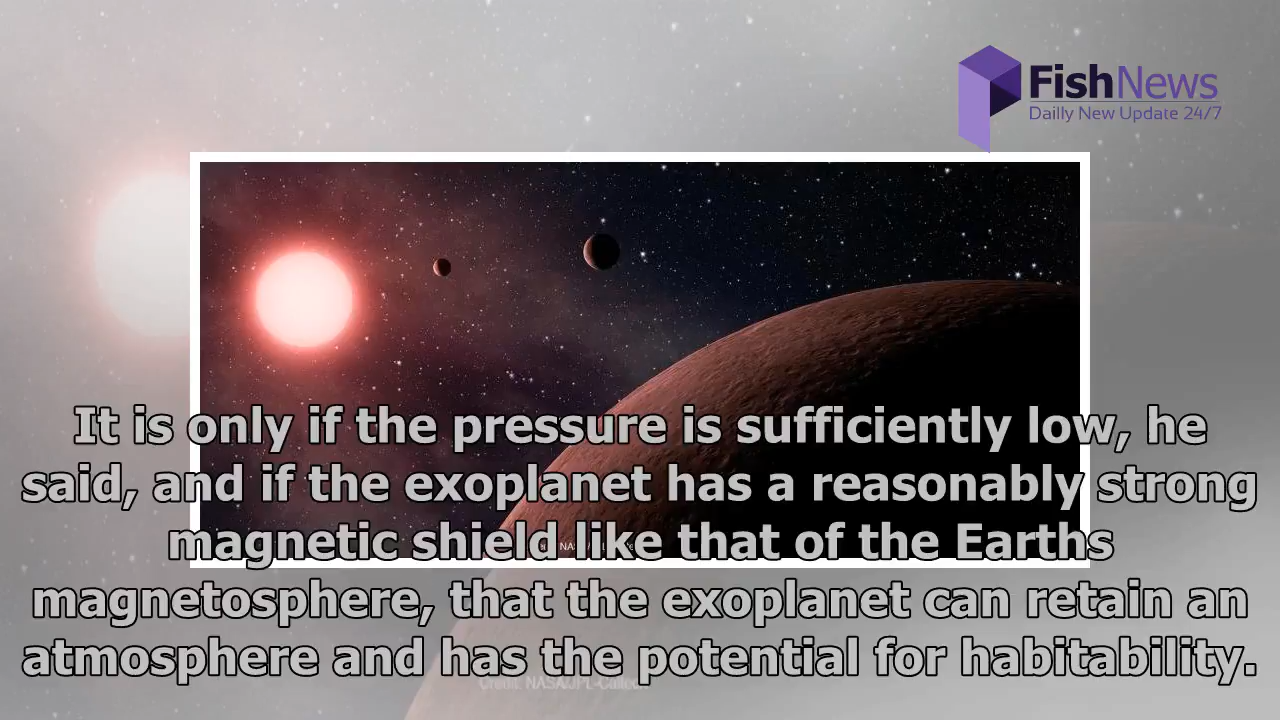 FishNews
Dailly New Update 24/7
It is only if the pressure is sufficiently low, he
said, and if the exoplanet has a reasonably strong
magnetic shield like that of the Earths
magnetosphere, that the exoplanet can retain an
atmosphere and has the potential for habitability.